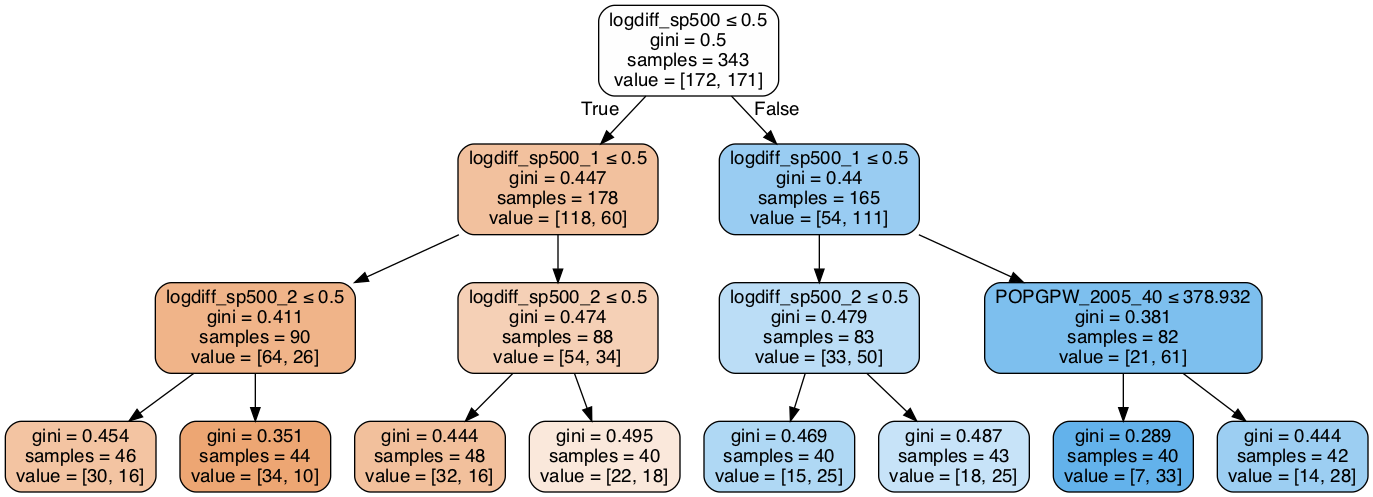 logdiff_sp500 ≤ 0.5
gini = 0.5
samples = 343
value = [172, 171]
True
False
logdiff_sp500_1 ≤ 0.5
gini = 0.447
samples = 178
value = [118, 60]
logdiff_sp500_1 ≤ 0.5
gini = 0.44
samples = 165
value = [54, 111]
logdiff_sp500_2 ≤ 0.5
gini = 0.411
samples = 90
value = [64, 26]
logdiff_sp500_2 ≤ 0.5
gini = 0.474
samples = 88
value = [54, 34]
logdiff_sp500_2 ≤ 0.5
gini = 0.479
samples = 83
value = [33, 50]
POPGPW_2005_40 ≤ 378.932
gini = 0.381
samples = 82
value = [21, 61]
gini = 0.454
samples = 46
value = [30, 16]
gini = 0.351
samples = 44
value = [34, 10]
gini = 0.444
samples = 48
value = [32, 16]
gini = 0.495
samples = 40
value = [22, 18]
gini = 0.469
samples = 40
value = [15, 25]
gini = 0.487
samples = 43
value = [18, 25]
gini = 0.289
samples = 40
value = [7, 33]
gini = 0.444
samples = 42
value = [14, 28]